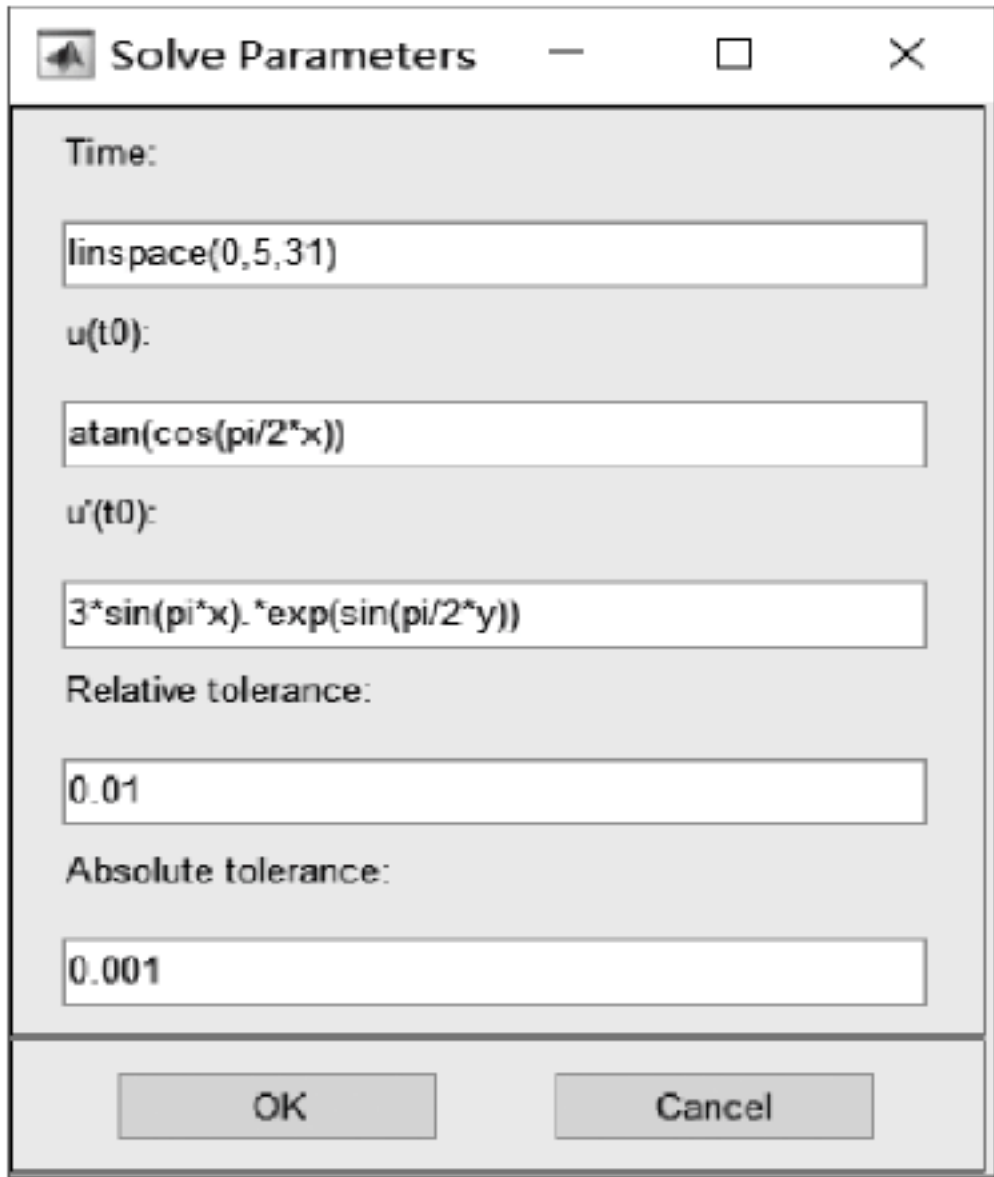 Solve Parameters
Time:
linspace(0,5,31)
u(t0):
atan(cos(pi/2*x))
u'(t0):
3*sin(pi*x).*exp(sin(pi/2*y))
Relative tolerance:
0.01
Absolute tolerance:
0.001
OK Cancel